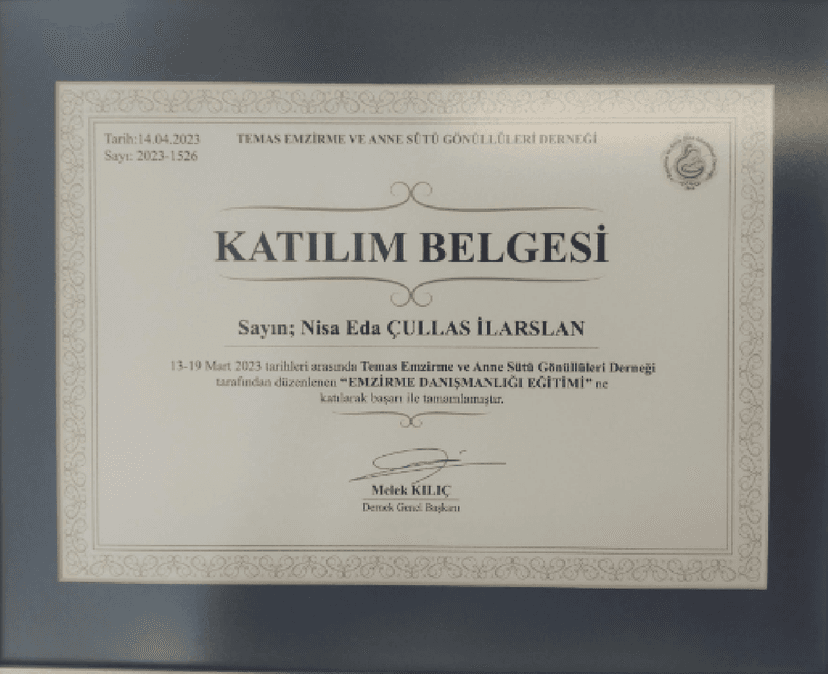 Tarih:14.04.2023
Sayı: 2023-1526
TEMAS EMZİRME VE ANNE SÜTÜ GÖNÜLLÜLERİ DERNEĞİ
KATILIM BELGESİ
Sayın; Nisa Eda ÇULLAS İLARSLAN
13-19 Mart 2023 tarihleri arasında Temas Emzirme ve Anne Sütü Gönüllüleri Derneği
tarafından düzenlenen “EMZİRME DANIŞMANLIĞI EĞİTİMİ” ne
katılarak başarı ile tamamlamıştır.
Melek KILIÇ
Dernek Genel Başkanı